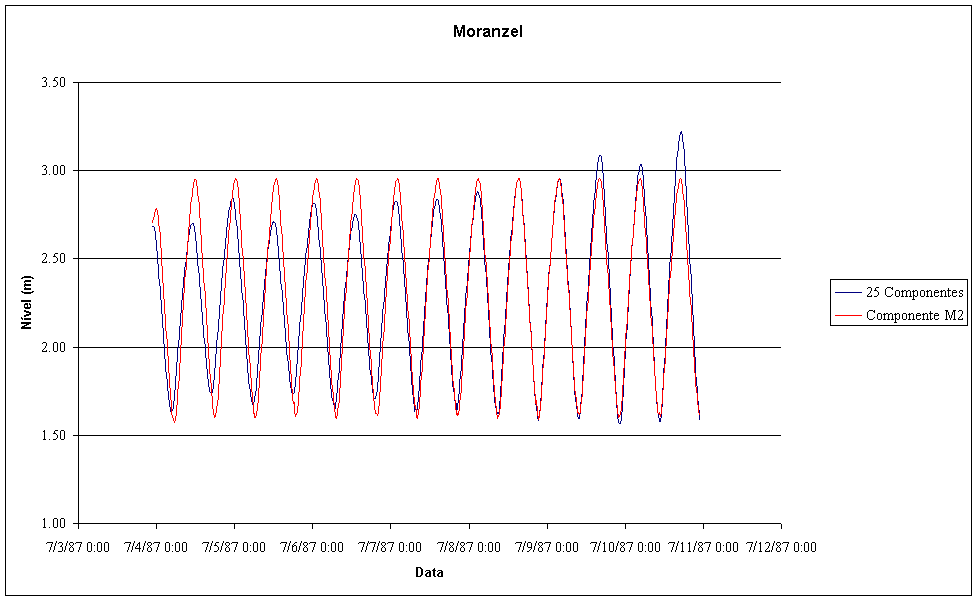 Moranzel
3.50
3.00
2.50
2.00
1.50
1.00
Nível (m)
7/3/87 0:00 7/4/87 0:00 7/5/87 0:00 7/6/87 0:00 7/7/87 0:00 7/8/87 0:00 7/9/87 0:00 7/10/87 0:00 7/11/87 0:00 7/12/87 0:00
Data
25 Componentes
Componente M2